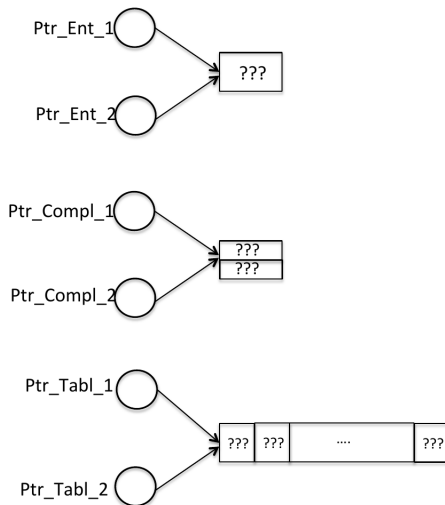 Ptr_Ent_1
???
Ptr_Ent_2
Ptr_Compl_1
???
???
Ptr_Compl_2
Ptr_Tabl_1
??? ??? .... ???
Ptr_Tabl_2